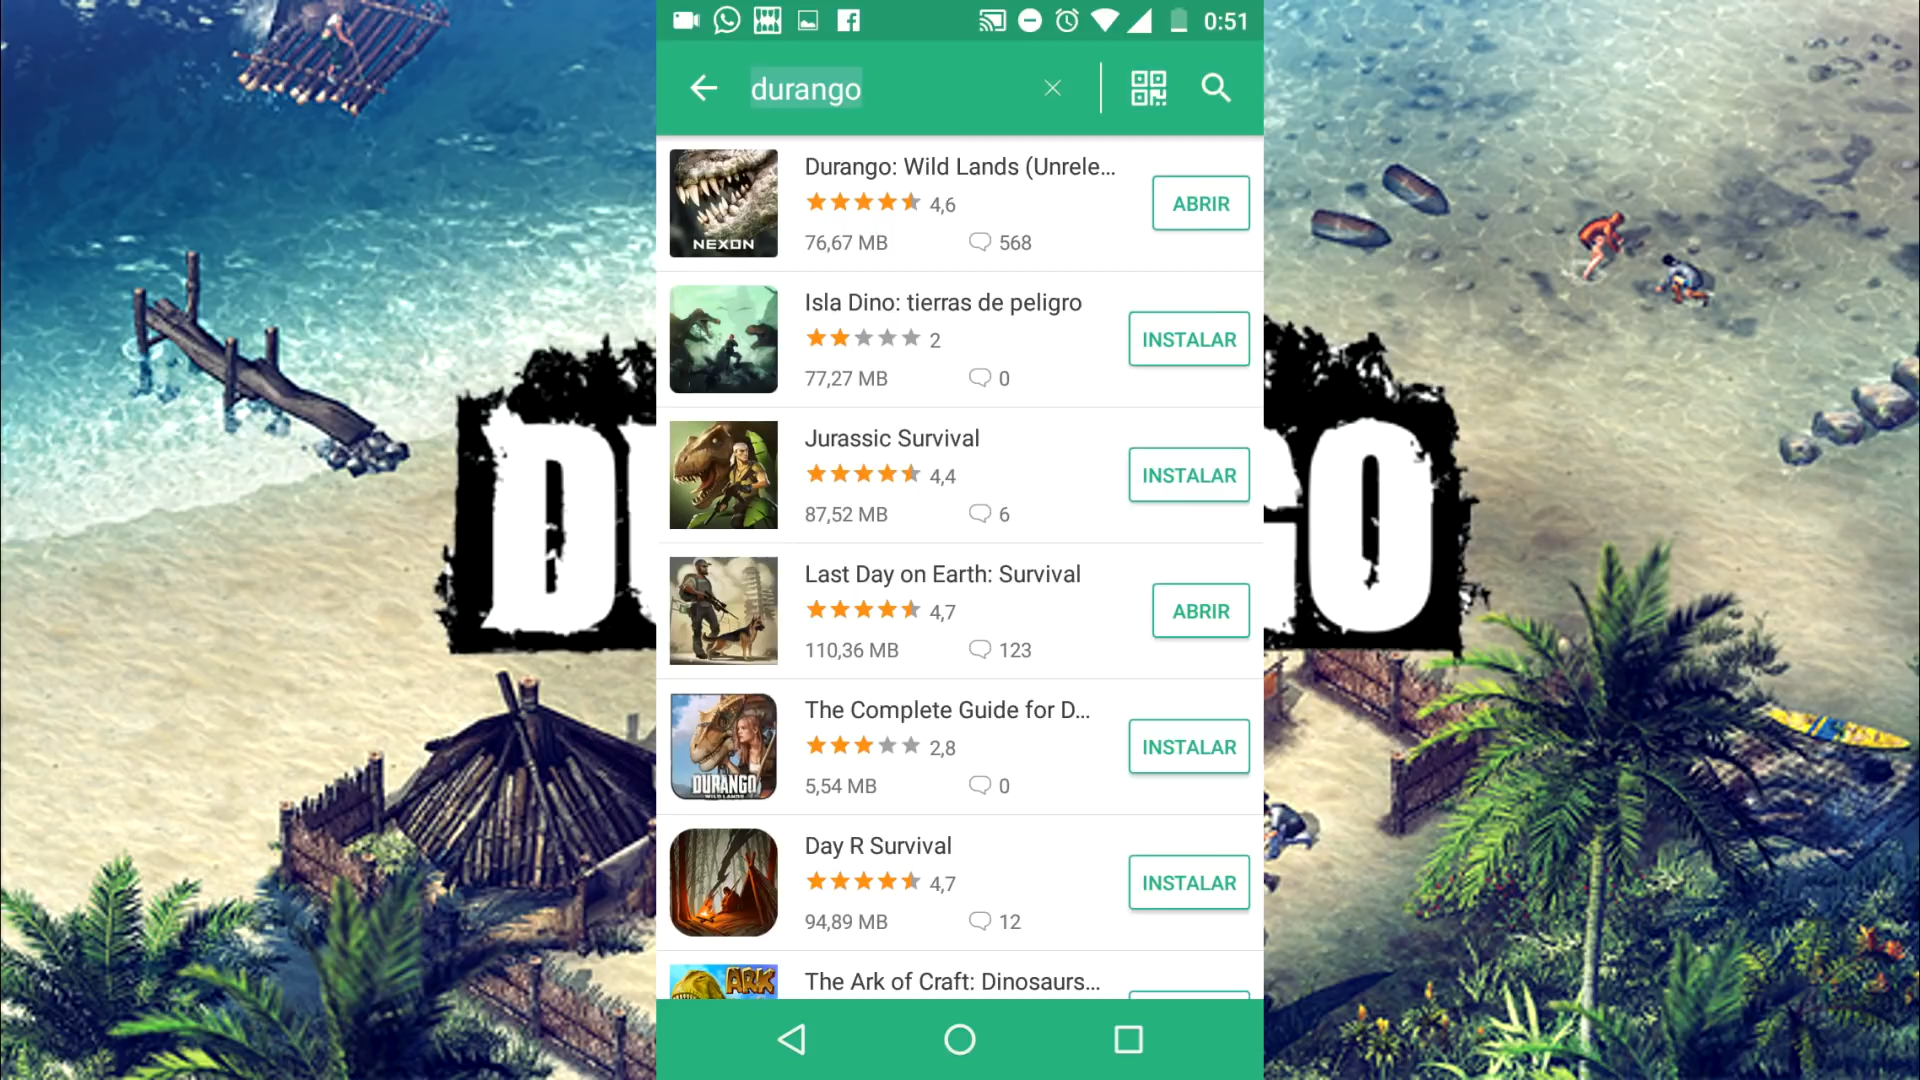 0:51
durango
NEXON
Durango: Wild Lands (Unrele...
4,6
ABRIR
76,67 MB
568
Isla Dino: tierras de peligro
2
INSTALAR
77,27 MB
0
Jurassic Survival
4,4
INSTALAR
87,52 MB
6
Last Day on Earth: Survival
4,7
ABRIR
110,36 MB
123
DURANGO
WILD LANDS
The Complete Guide for D...
2,8
INSTALAR
5,54 MB
0
Day R Survival
4,7
INSTALAR
94,89 MB
12
ARK
The Ark of Craft: Dinosaurs...